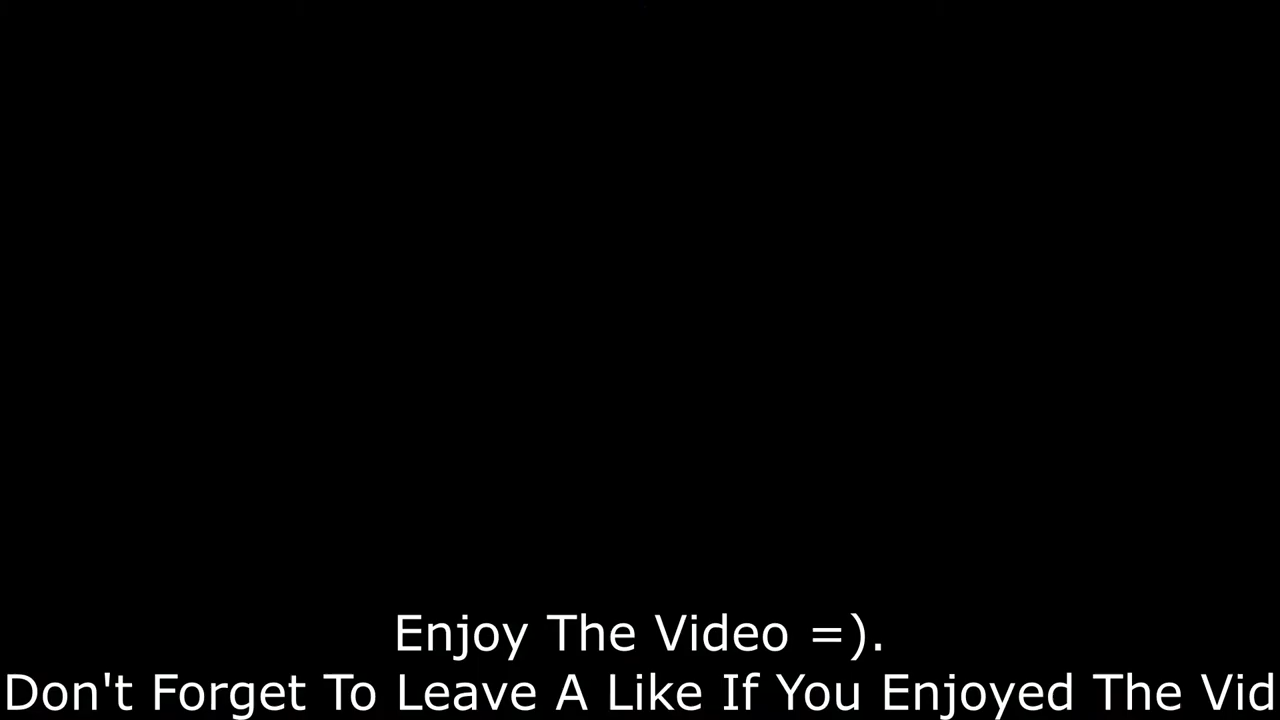 Enjoy The Video =).
Don't Forget To Leave A Like If You Enjoyed The Vid